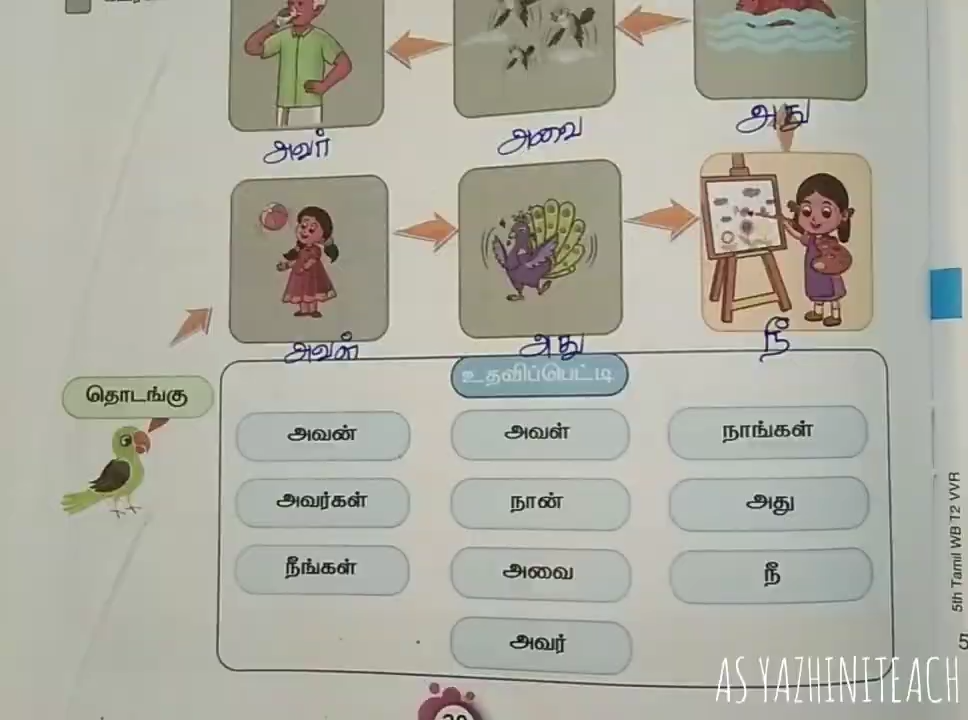 அவர் அவை அது
அவள் அது நீ
உதவிப்பெட்டி
தொடங்கு
அவன் அவள் நாங்கள்
அவர்கள் நான் அது
நீங்கள் அவை நீ
அவர்
5th Tamil WB T2 VVR
AS YAZHINITEACH